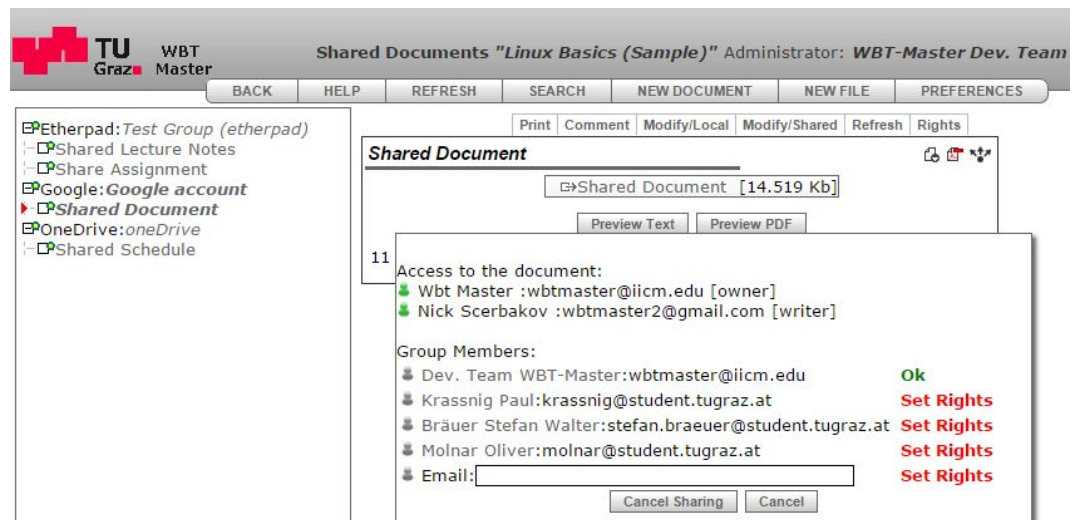 TU Graz WBT Master
Shared Documents "Linux Basics (Sample)" Administrator: WBT-Master Dev. Team
BACK HELP REFRESH SEARCH NEW DOCUMENT NEW FILE PREFERENCES
Etherpad:Test Group (etherpad)
Shared Lecture Notes
Share Assignment
Google:Google account
Shared Document
OneDrive:oneDrive
Shared Schedule
Print Comment Modify/Local Modify/Shared Refresh Rights
Shared Document
Shared Document [14.519 Kb]
Preview Text Preview PDF
11
Access to the document:
Wbt Master :wbtmaster@iicm.edu [owner]
Nick Scerbakov :wbtmaster2@gmail.com [writer]
Group Members:
Dev. Team WBT-Master:wbtmaster@iicm.edu Ok
Krassnig Paul:krassnig@student.tugraz.at Set Rights
Bräuer Stefan Walter:stefan.braeuer@student.tugraz.at Set Rights
Molnar Oliver:molnar@student.tugraz.at Set Rights
Email: Set Rights
Cancel Sharing Cancel